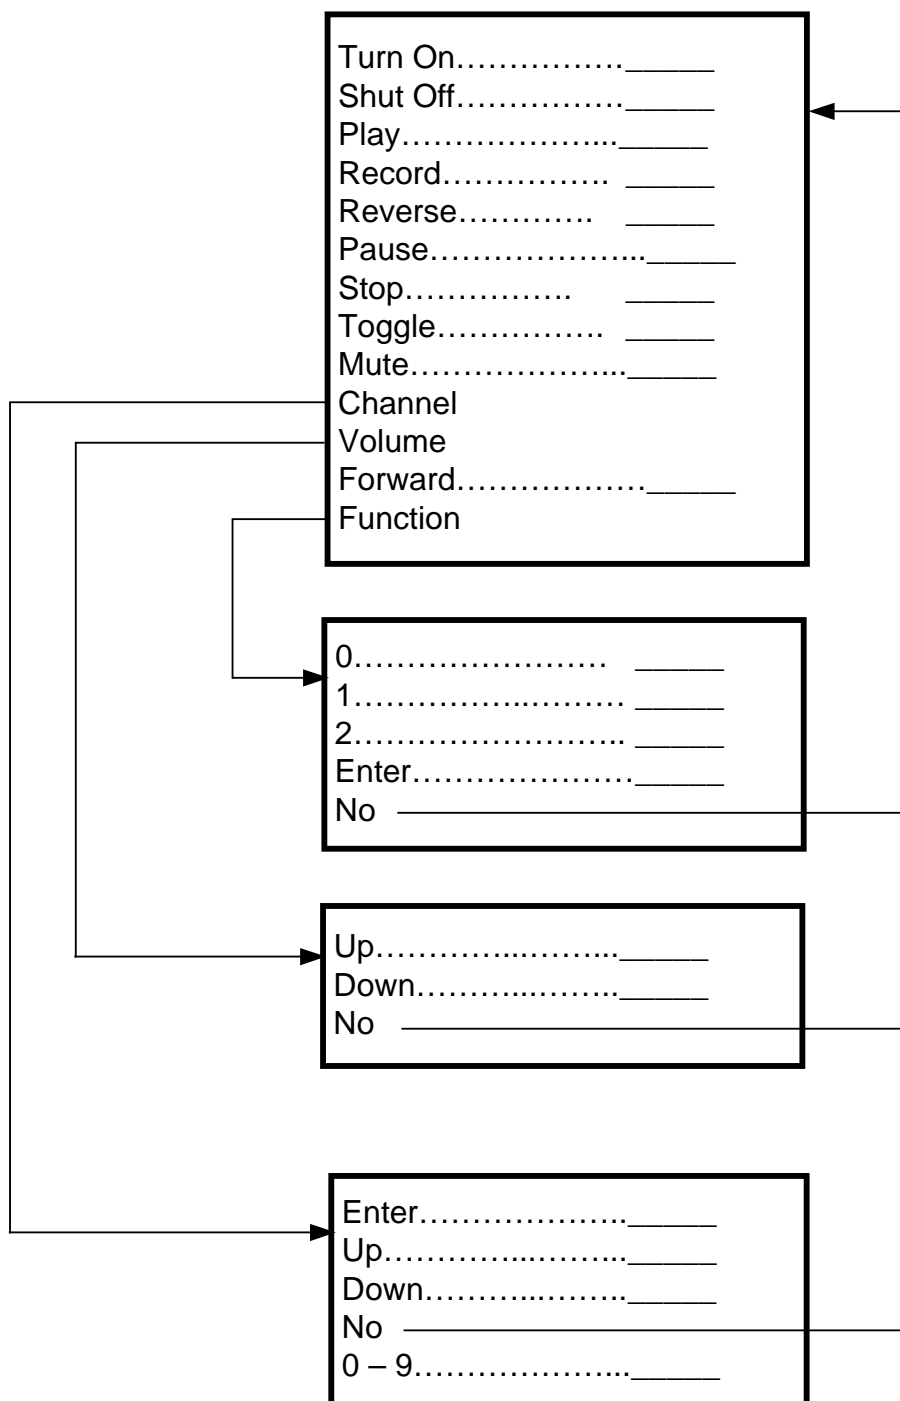 Turn On…………….._____
Shut Off…………….._____
Play………………...._____
Record……………. _____
Reverse…………. _____
Pause…………………..._____
Stop……………. _____
Toggle……………. _____
Mute…………………..._____
Channel
Volume
Forward………………_____
Function
0…………………… _____
1……………..……… _____
2…………………….. _____
Enter…………………_____
No
Up…………..………..._____
Down………...……..._____
No
Enter………………….._____
Up…………..……..._____
Down………...…….._____
No
0 – 9…………………..._____